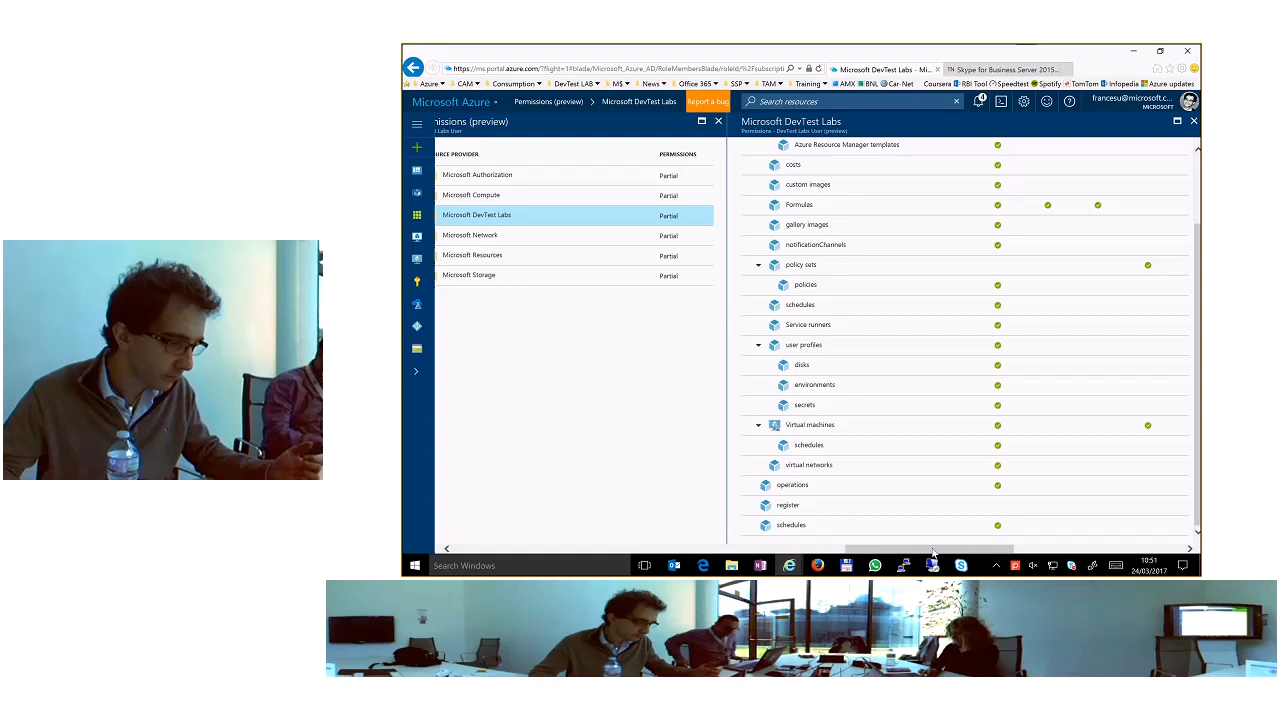 https://ms.portal.azure.com/?flight=1#blade/Microsoft_Azure_AD/RoleMembersBlade/roleId/%2Fsubscripti
Microsoft DevTest Labs - Mi...
Skype for Business Server 2015...
Azure
CAM
Consumption
DevTest LAB
MS
News
Office 365
SSP
TAM
Training
AMX
BNL
Car-Net
Coursera
RBI Tool
Speedtest
Spotify
TomTom
Infopedia
Azure updates
Microsoft Azure
Permissions (preview)
Microsoft DevTest Labs
Report a bug
Search resources
4
francesu@microsoft.c...
MICROSOFT
nissions (preview)
t Labs User
URCE PROVIDER PERMISSIONS
Microsoft Authorization Partial
Microsoft Compute Partial
Microsoft DevTest Labs Partial
Microsoft Network Partial
Microsoft Resources Partial
Microsoft Storage Partial
Microsoft DevTest Labs
Permissions - DevTest Labs User (preview)
Azure Resource Manager templates
costs
custom images
Formulas
gallery images
notificationChannels
policy sets
policies
schedules
Service runners
user profiles
disks
environments
secrets
Virtual machines
schedules
virtual networks
operations
register
schedules
Search Windows
10:51
24/03/2017